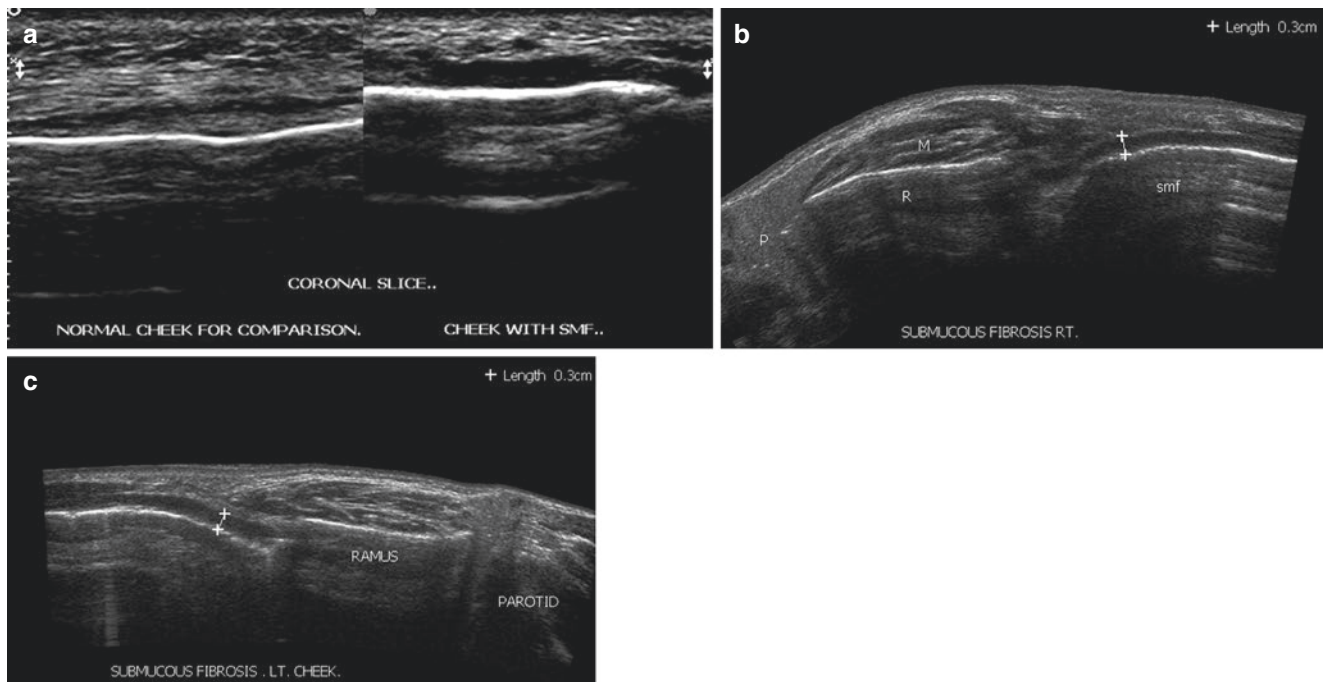 a
CORONAL SLICE..
NORMAL CHEEK FOR COMPARISON.
CHEEK WITH SMF..
b
+ Length 0.3cm
M
R
smf
P
SUBMUCOUS FIBROSIS RT.
c
+ Length 0.3cm
RAMUS
PAROTID
SUBMUCOUS FIBROSIS . LT. CHEEK.